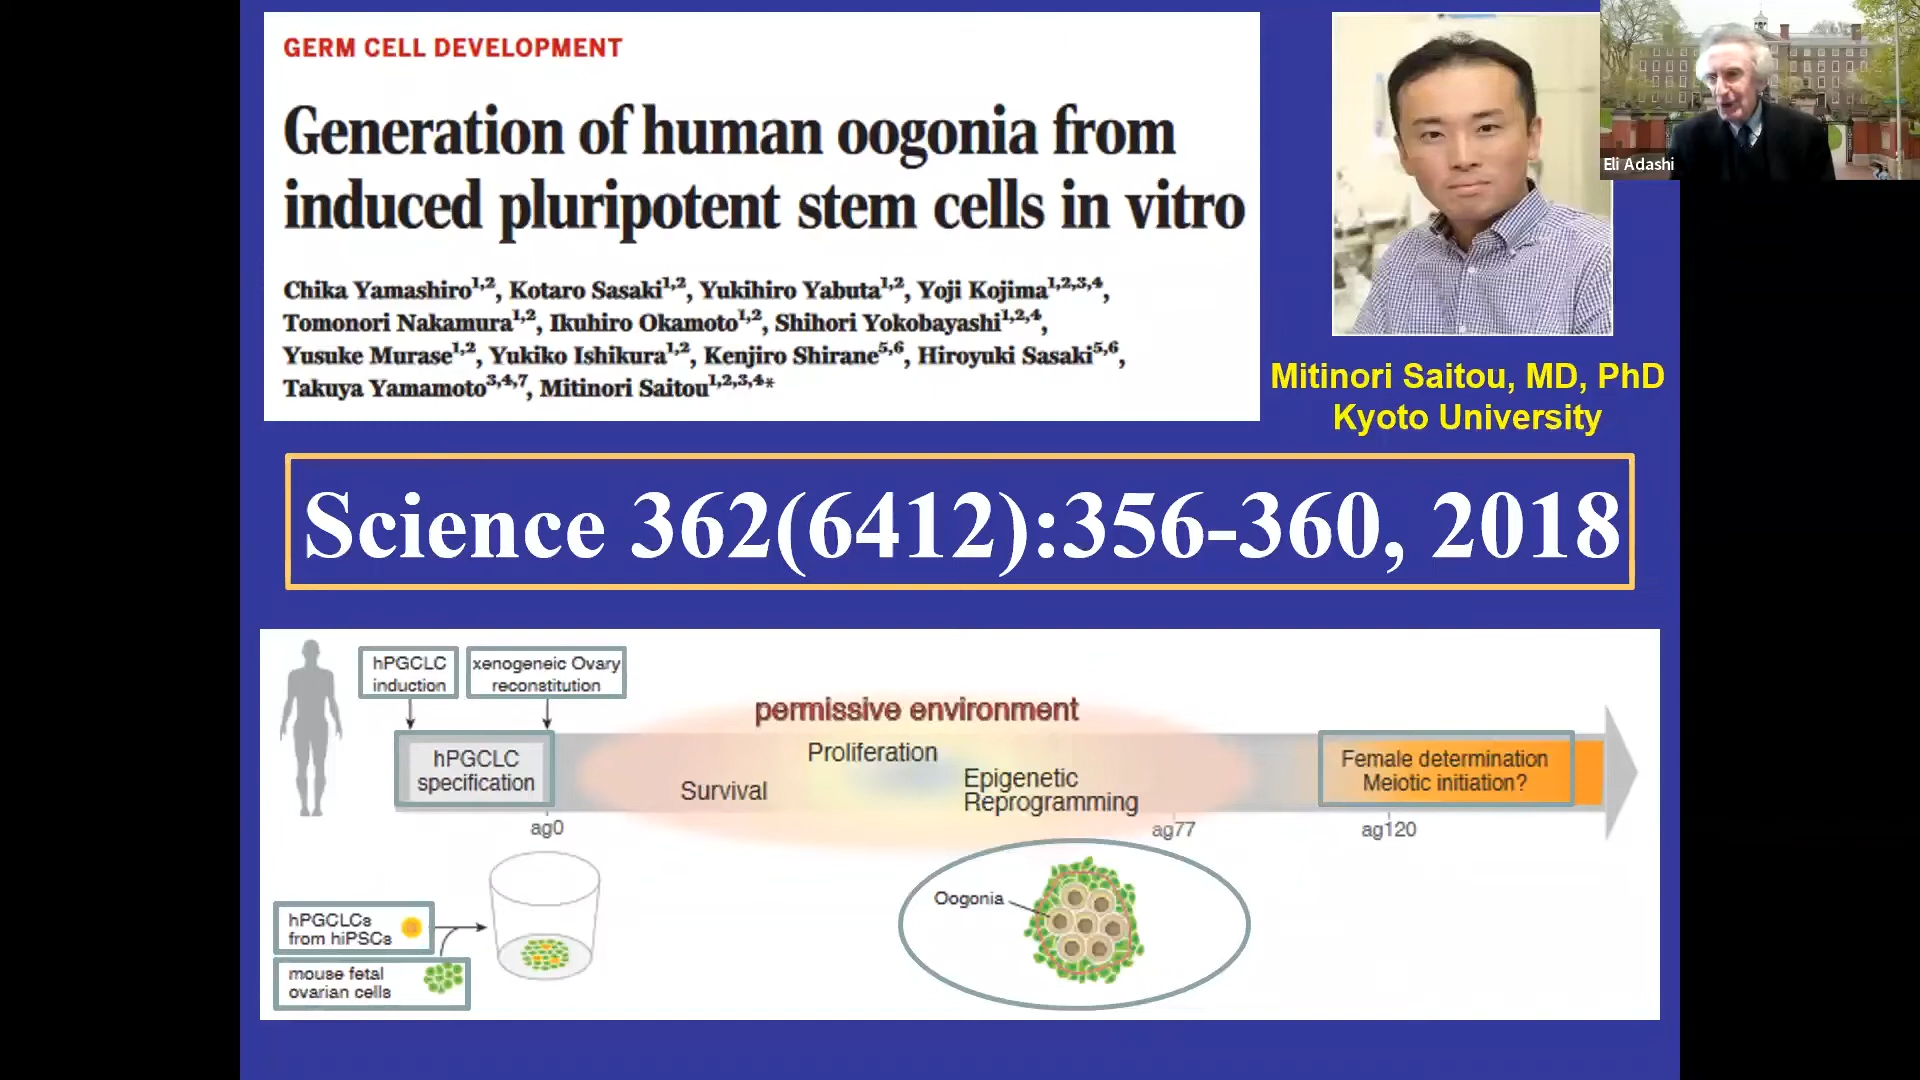 GERM CELL DEVELOPMENT
Generation of human oogonia from
induced pluripotent stem cells in vitro
Chika Yamashiro1,2, Kotaro Sasaki1,2, Yukihiro Yabuta1,2, Yoji Kojima1,2,3,4,
Tomonori Nakamura1,2, Ikuhiro Okamoto1,2, Shihori Yokobayashi1,2,4,
Yusuke Murase1,2, Yukiko Ishikura1,2, Kenjiro Shirane5,6, Hiroyuki Sasaki5,6,
Takuya Yamamoto3,4,7, Mitinori Saitou1,2,3,4*
Eli Adashi
Mitinori Saitou, MD, PhD
Kyoto University
Science 362(6412):356-360, 2018
hPGCLC
induction
xenogeneic Ovary
reconstitution
permissive environment
hPGCLC
specification
Survival
Proliferation
Epigenetic
Reprogramming
Female determination
Meiotic initiation?
ag0
ag77
ag120
hPGCLCs
from hiPSCs
mouse fetal
ovarian cells
Oogonia